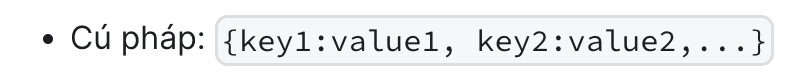 • Cú pháp: {key1:value1, key2:value2,...}